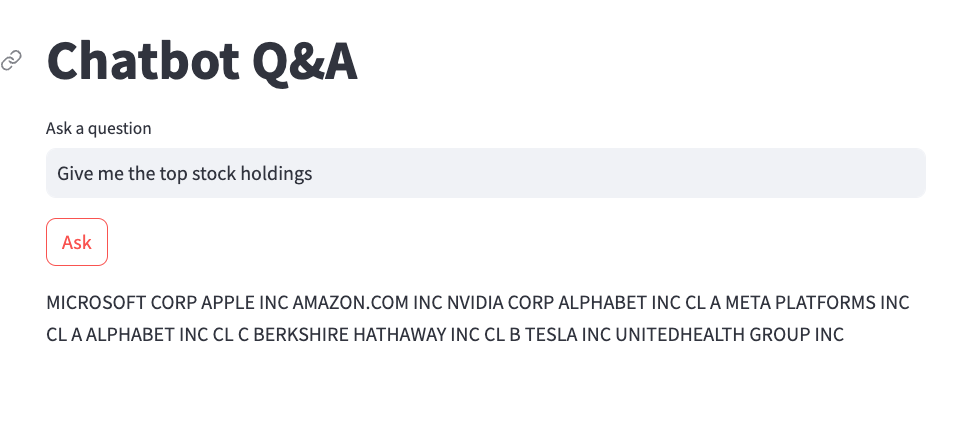 Chatbot Q&A
Ask a question
Give me the top stock holdings
Ask
MICROSOFT CORP APPLE INC AMAZON.COM INC NVIDIA CORP ALPHABET INC CL A META PLATFORMS INC
CL A ALPHABET INC CL C BERKSHIRE HATHAWAY INC CL B TESLA INC UNITEDHEALTH GROUP INC